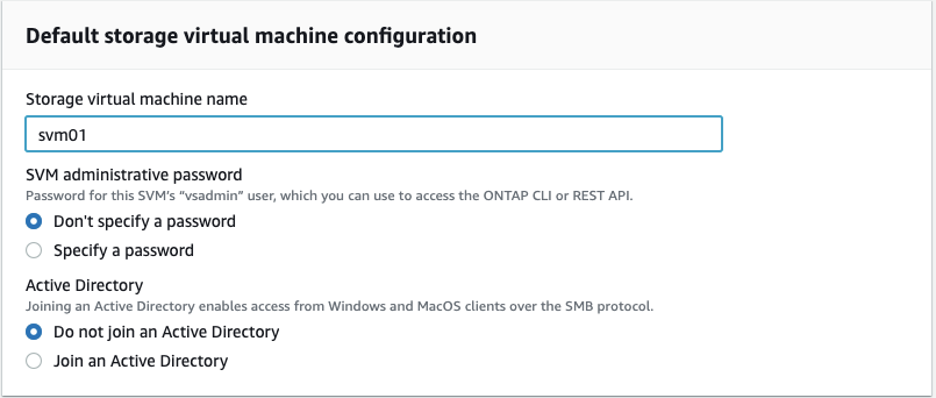 Default storage virtual machine configuration
Storage virtual machine name
svm01
SVM administrative password
Password for this SVM's “vsadmin” user, which you can use to access the ONTAP CLI or REST API.
Don't specify a password
Specify a password
Active Directory
Joining an Active Directory enables access from Windows and MacOS clients over the SMB protocol.
Do not join an Active Directory
Join an Active Directory